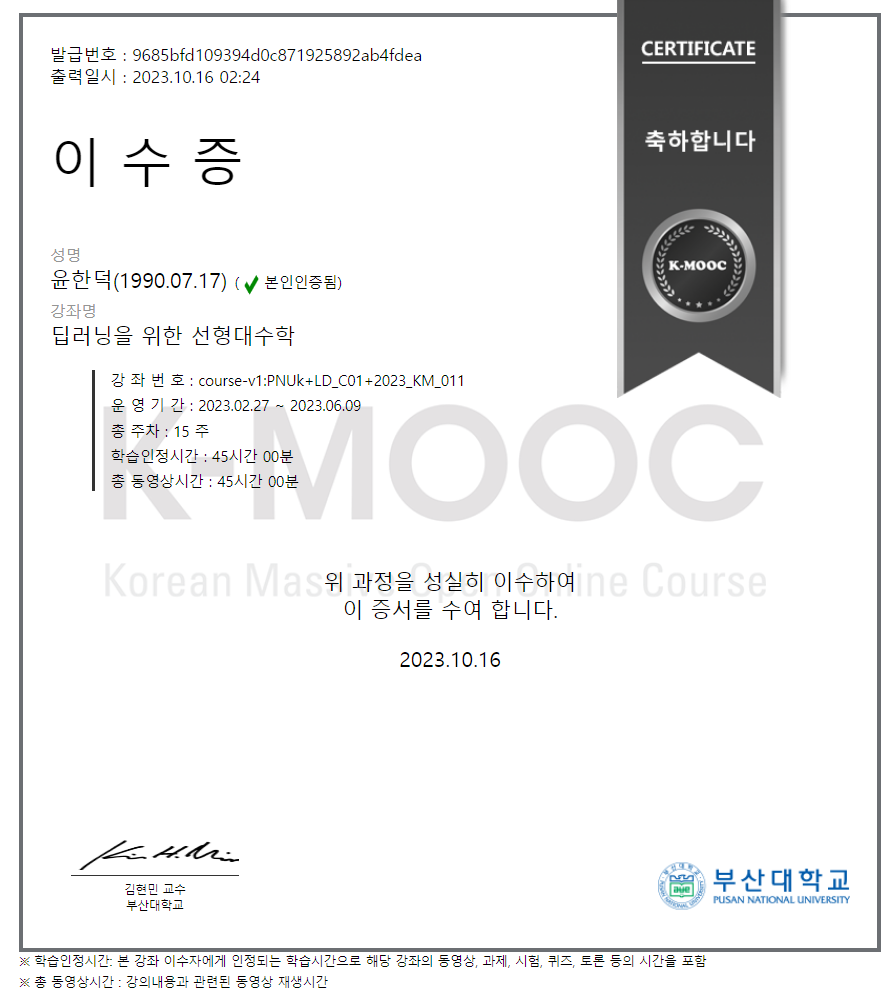 발급번호 : 9685bfd109394d0c871925892ab4fdea
출력일시 : 2023.10.16 02:24
CERTIFICATE
축하합니다
이 수 증
K-MOOC
성명
윤한덕(1990.07.17) ( ✔ 본인인증됨)
강좌명
딥러닝을 위한 선형대수학
강 좌 번 호 : course-v1:PNUk+LD_C01+2023_KM_011
운 영 기 간 : 2023.02.27 ~ 2023.06.09
총 주차 : 15 주
학습인정시간 : 45시간 00분
총 동영상시간 : 45시간 00분
K-MOOC
Korean Massive Open Online Course
위 과정을 성실히 이수하여
이 증서를 수여 합니다.
2023.10.16
김현민 교수
부산대학교
부산대학교
PUSAN NATIONAL UNIVERSITY
※ 학습인정시간: 본 강좌 이수자에게 인정되는 학습시간으로 해당 강좌의 동영상, 과제, 시험, 퀴즈, 토론 등의 시간을 포함
※ 총 동영상시간 : 강의내용과 관련된 동영상 재생시간